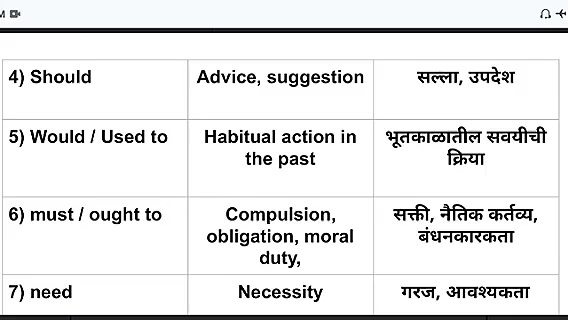 M
4) Should
Advice, suggestion
सल्ला, उपदेश
5) Would / Used to
Habitual action in
the past
भूतकाळातील सवयीची
क्रिया
6) must / ought to
Compulsion,
obligation, moral
duty,
सक्ती, नैतिक कर्तव्य,
बंधनकारकता
7) need
Necessity
गरज, आवश्यकता